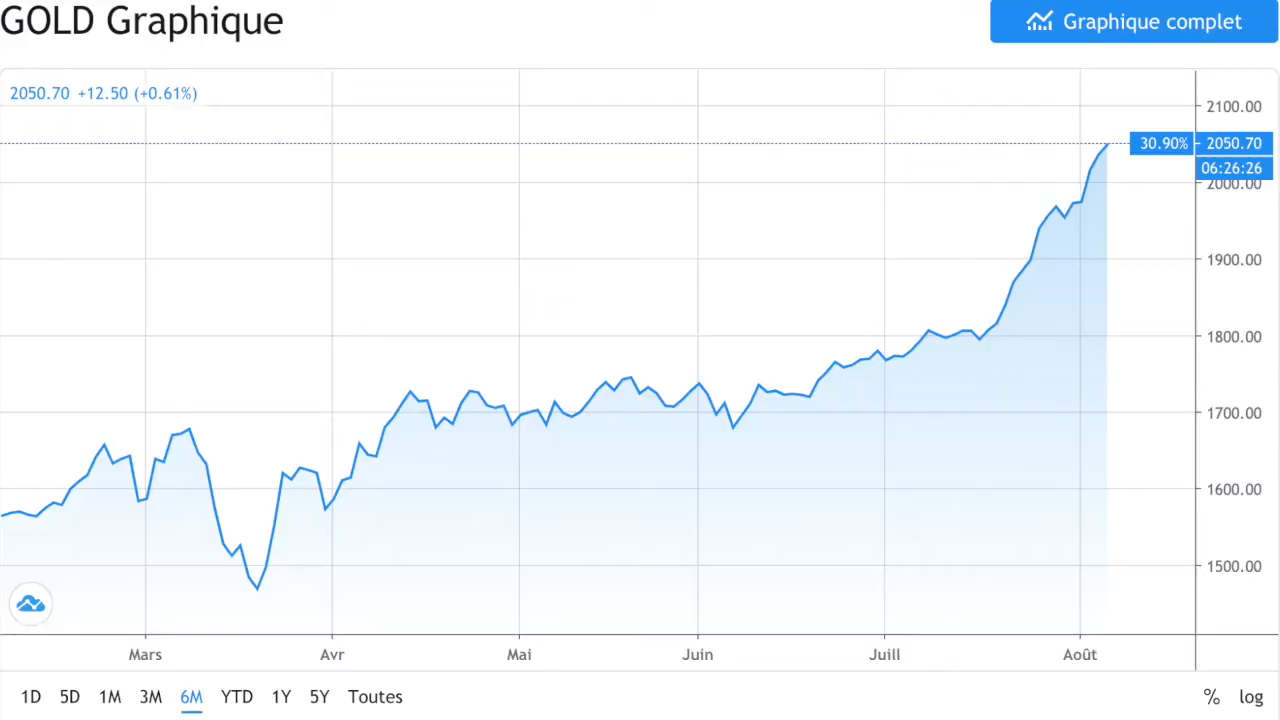 GOLD Graphique
Graphique complet
2050.70 +12.50 (+0.61%)
2100.00
30.90% 2050.70
06:26:26
2000.00
1900.00
1800.00
1700.00
1600.00
1500.00
Mars Avr Mai Juin Juill Août
1D 5D 1M 3M 6M YTD 1Y 5Y Toutes % log